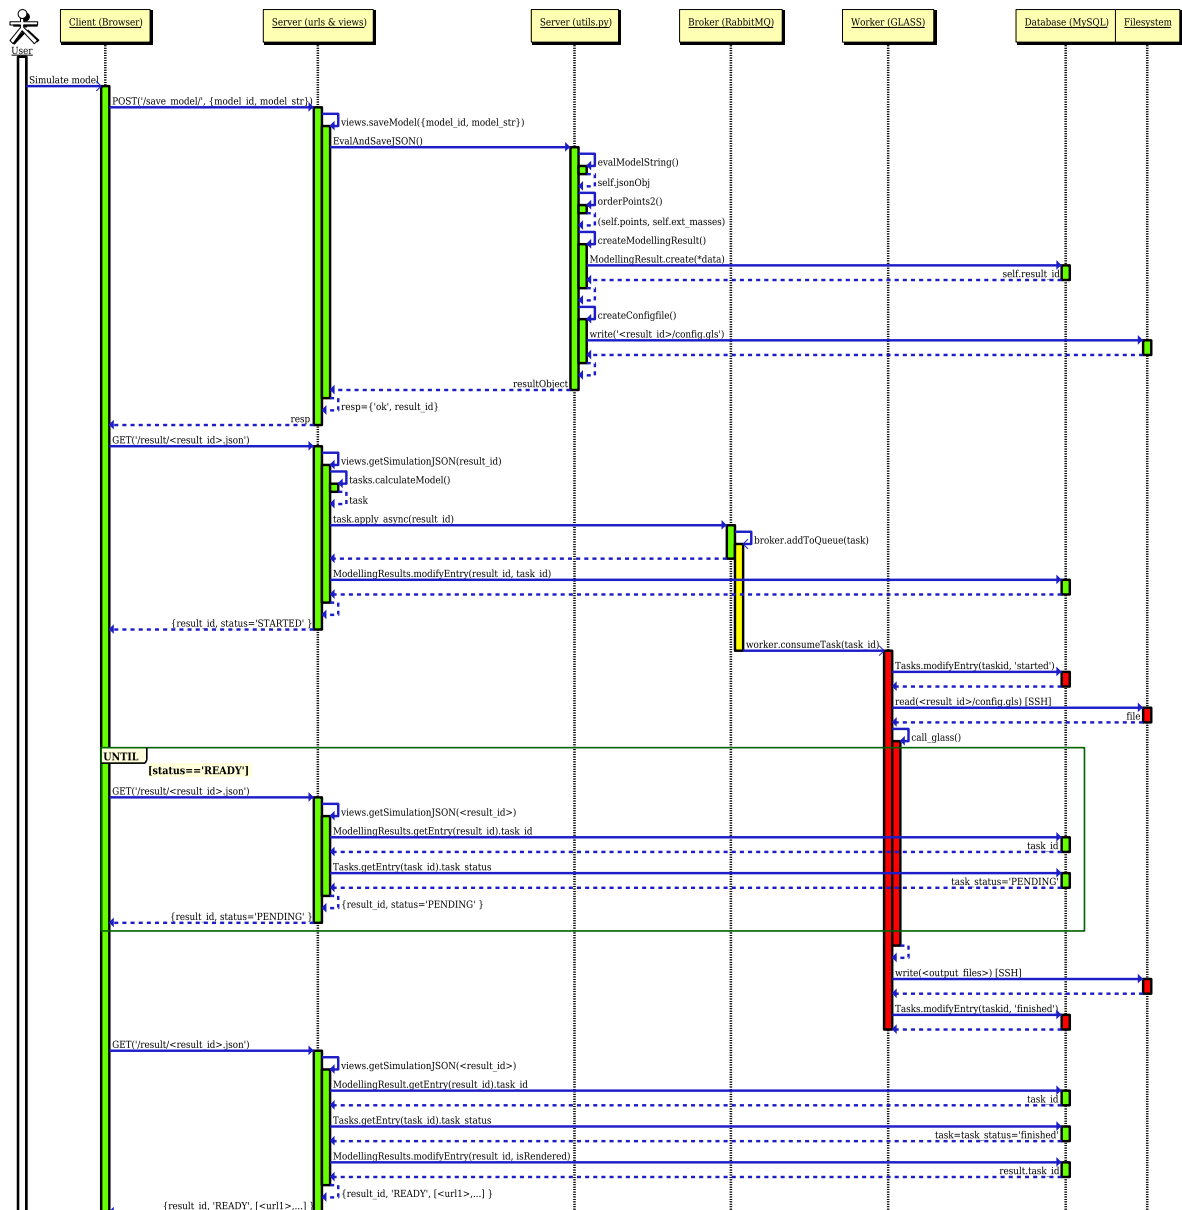 Client (Browser)
Server (urls & views)
Server (utils.py)
Broker (RabbitMQ)
Worker (GLASS)
Database (MySQL)
Filesystem
User
Simulate model
POST('/save_model/', {model_id, model_str})
views.saveModel({model_id, model_str})
EvalAndSaveJSON()
evalModelString()
self.jsonObj
orderPoints2()
(self.points, self.ext_masses)
createModellingResult()
ModellingResult.create(*data)
self.result_id
createConfigfile()
write('<result_id>/config.gls')
resultObject
resp={'ok', result_id}
resp
GET('/result/<result_id>.json')
views.getSimulationJSON(result_id)
tasks.calculateModel()
task
task.apply_async(result_id)
broker.addToQueue(task)
ModellingResults.modifyEntry(result_id, task_id)
{result_id, status='STARTED' }
worker.consumeTask(task_id)
Tasks.modifyEntry(taskid, 'started')
read(<result_id>/config.gls) [SSH]
file
call_glass()
UNTIL
[status=='READY']
GET('/result/<result_id>.json')
views.getSimulationJSON(<result_id>)
ModellingResults.getEntry(result_id).task_id
task_id
Tasks.getEntry(task_id).task_status
task_status='PENDING'
{result_id, status='PENDING' }
{result_id, status='PENDING' }
write(<output_files>) [SSH]
Tasks.modifyEntry(taskid, 'finished')
GET('/result/<result_id>.json')
views.getSimulationJSON(<result_id>)
ModellingResult.getEntry(result_id).task_id
task_id
Tasks.getEntry(task_id).task_status
task=task_status='finished'
ModellingResults.modifyEntry(result_id, isRendered)
result.task_id
{result_id, 'READY', [<url1>,...] }
{result_id, 'READY', [<url1>,...] }